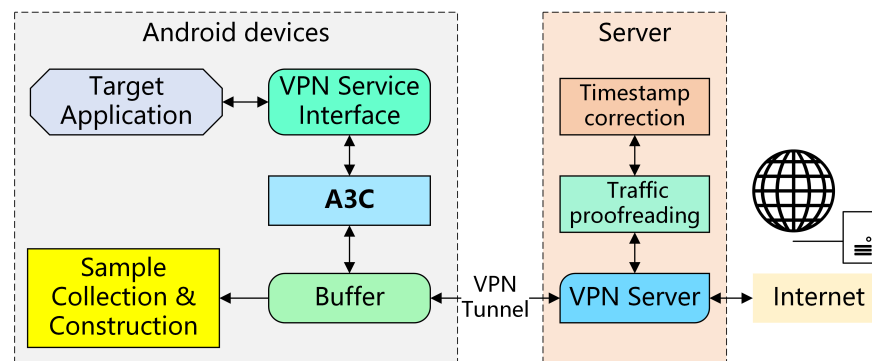 Android devices
Target
Application
VPN Service
Interface
A3C
Sample
Collection &
Construction
Buffer
VPN
Tunnel
Server
Timestamp
correction
Traffic
proofreading
VPN Server
Internet